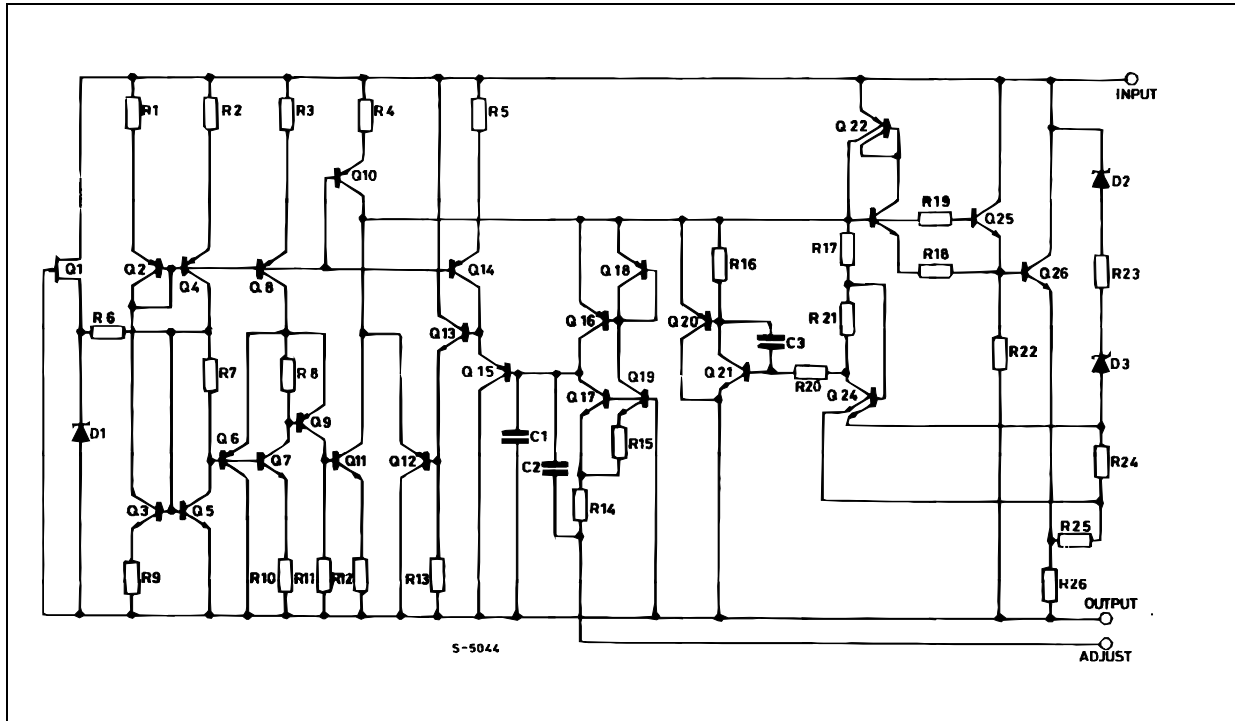 INPUT
R1
R2
R3
R4
R5
Q22
D2
Q10
R19
Q25
R17
R18
Q1
Q2
Q4
Q8
Q14
Q18
R16
Q26
R23
R6
Q13
Q16
Q20
C3
R21
R22
D3
R7
R8
Q15
Q19
Q21
R20
Q24
Q17
D1
Q6
Q9
C1
R15
Q7
Q11
Q12
C2
R24
Q3
Q5
R14
R25
R9
R10
R11
R12
R13
R26
OUTPUT
S-5044
ADJUST